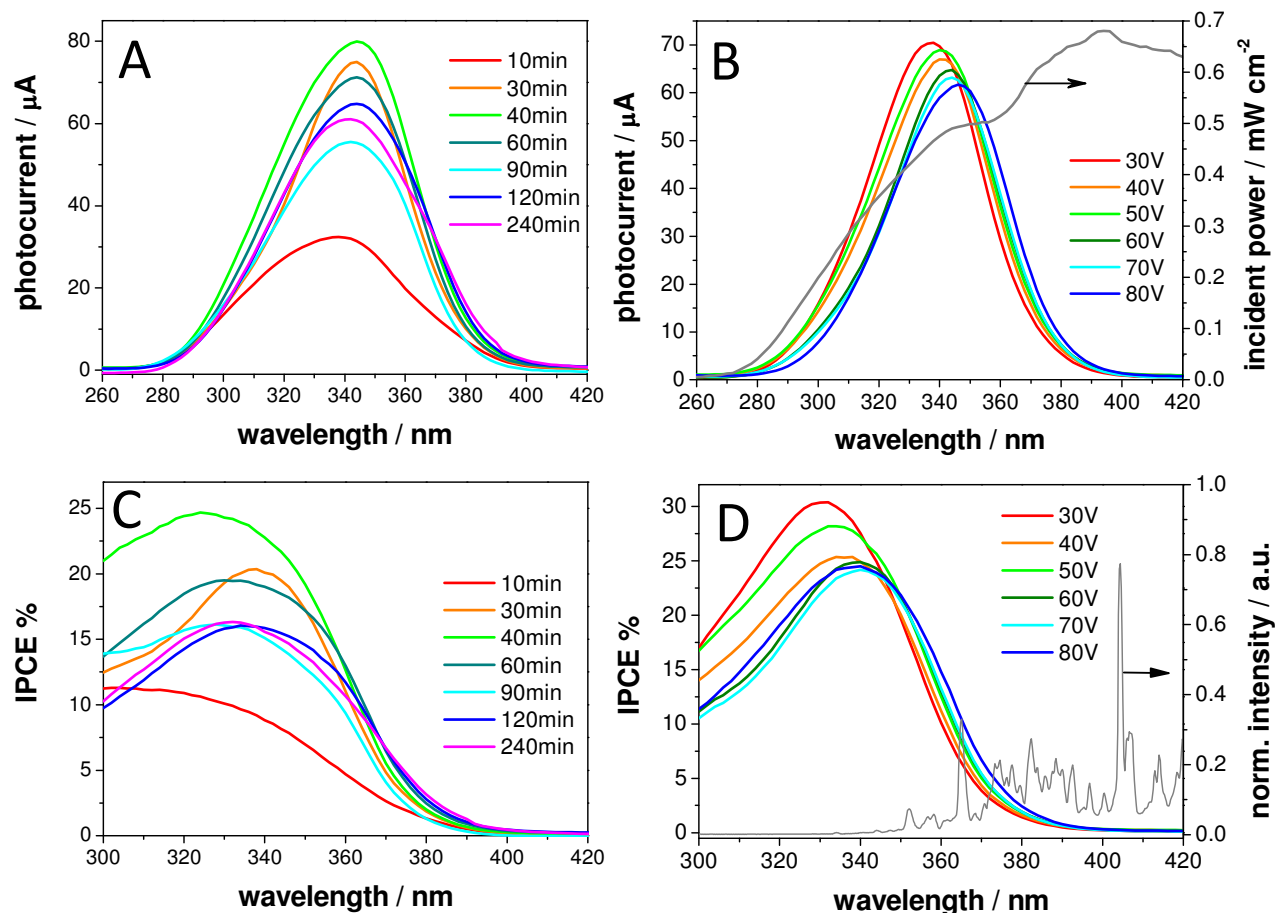 A
photocurrent / μA
80
60
40
20
0
10min
30min
40min
60min
90min
120min
240min
260 280 300 320 340 360 380 400 420
wavelength / nm
B
photocurrent / μA
70
60
50
40
30
20
10
0
30V
40V
50V
60V
70V
80V
0.7
0.6
0.5
0.4
0.3
0.2
0.1
0.0
incident power / mW cm-2
260 280 300 320 340 360 380 400 420
wavelength / nm
C
IPCE %
25
20
15
10
5
0
10min
30min
40min
60min
90min
120min
240min
300 320 340 360 380 400 420
wavelength / nm
D
IPCE %
30
25
20
15
10
5
0
30V
40V
50V
60V
70V
80V
1.0
0.8
0.6
0.4
0.2
0.0
norm. intensity / a.u.
300 320 340 360 380 400 420
wavelength / nm